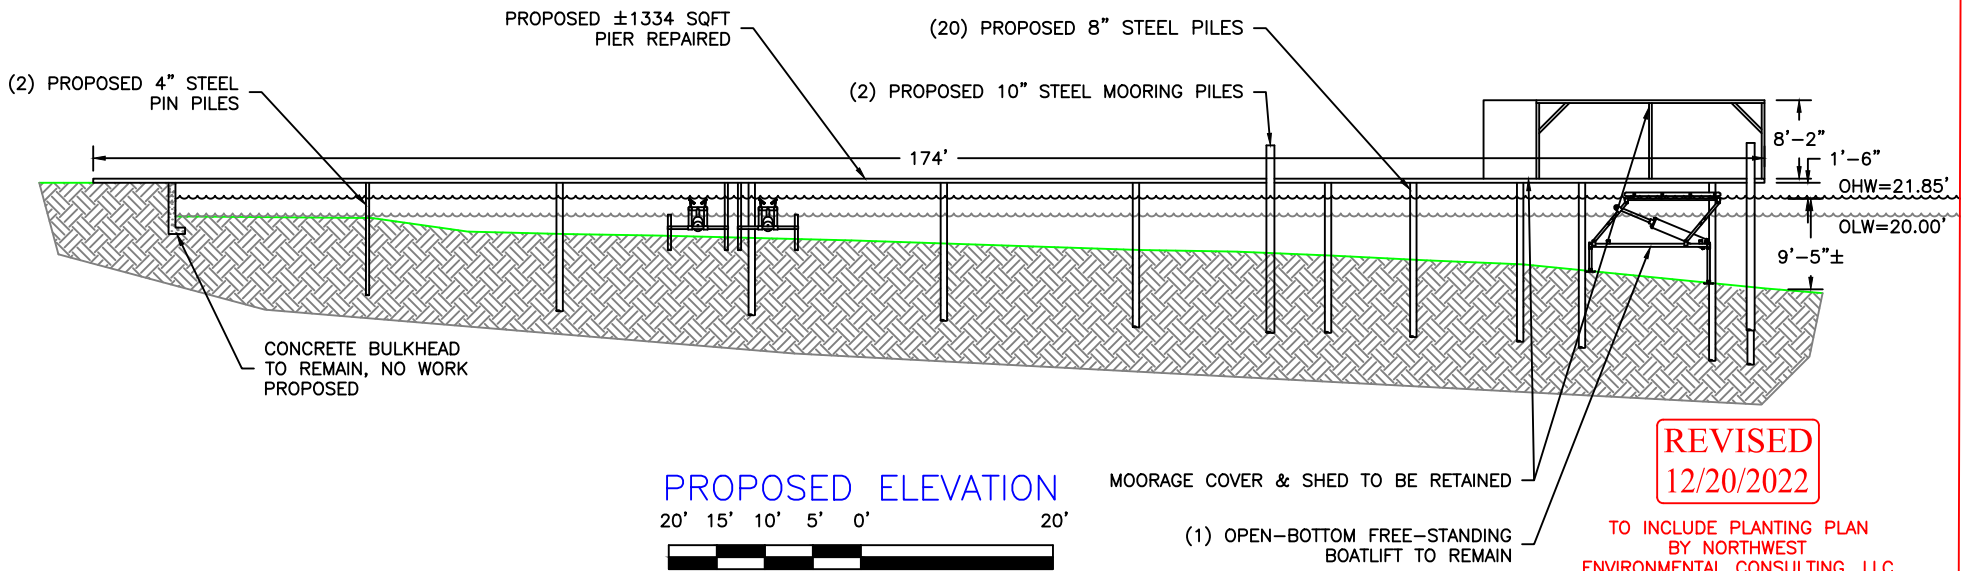 PROPOSED ±1334 SQFT
PIER REPAIRED
(20) PROPOSED 8" STEEL PILES
(2) PROPOSED 4" STEEL
PIN PILES
(2) PROPOSED 10" STEEL MOORING PILES
8'-2"
174'
1'-6"
OHW=21.85'
OLW=20.00'
9'-5"±
CONCRETE BULKHEAD
TO REMAIN, NO WORK
PROPOSED
REVISED
12/20/2022
MOORAGE COVER & SHED TO BE RETAINED
PROPOSED ELEVATION
20' 15' 10' 5' 0' 20'
(1) OPEN-BOTTOM FREE-STANDING
BOATLIFT TO REMAIN
TO INCLUDE PLANTING PLAN
BY NORTHWEST
ENVIRONMENTAL CONSULTING, LLC